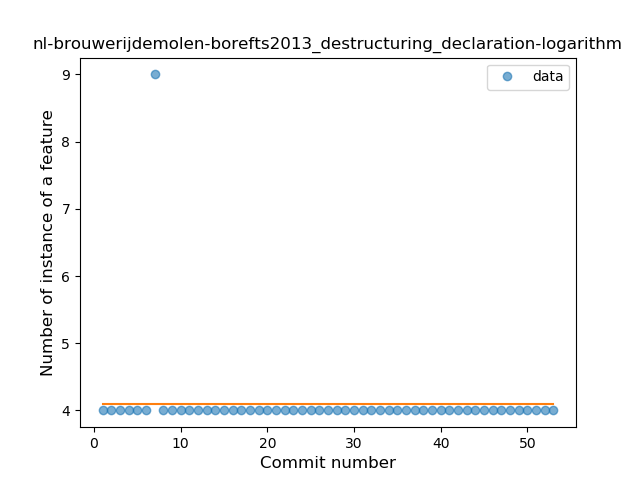 nl-brouwerijdemolen-borefts2013_destructuring_declaration-logarithm
data
Number of instance of a feature
9
8
7
6
5
4
0 10 20 30 40 50
Commit number